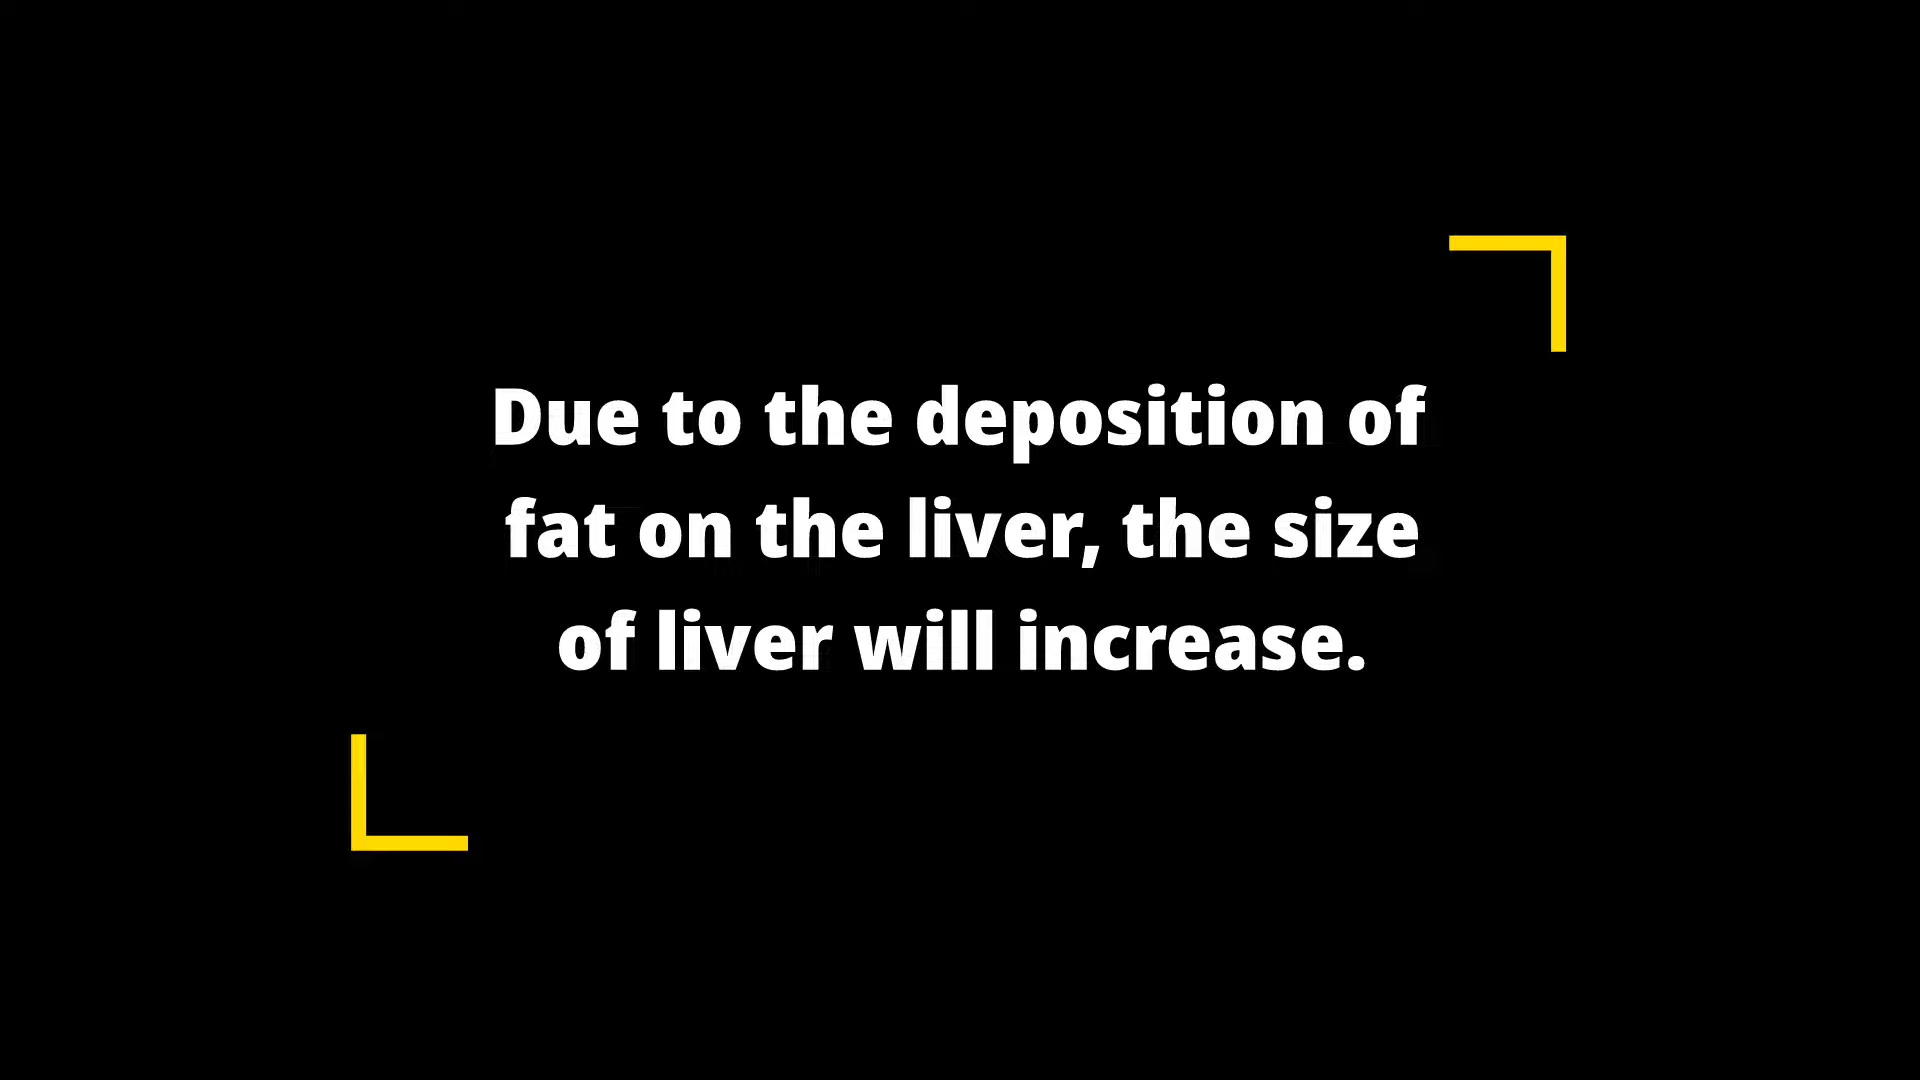 Due to the deposition of
fat on the liver, the size
of liver will increase.